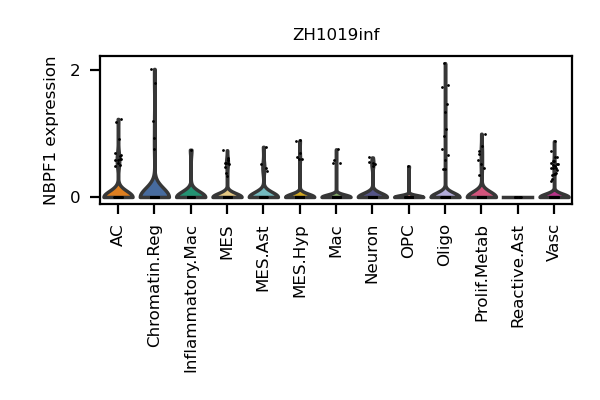 ZH1019inf
NBPF1 expression
2
0
AC
Chromatin.Reg
Inflammatory.Mac
MES
MES.Ast
MES.Hyp
Mac
Neuron
OPC
Oligo
Prolif.Metab
Reactive.Ast
Vasc